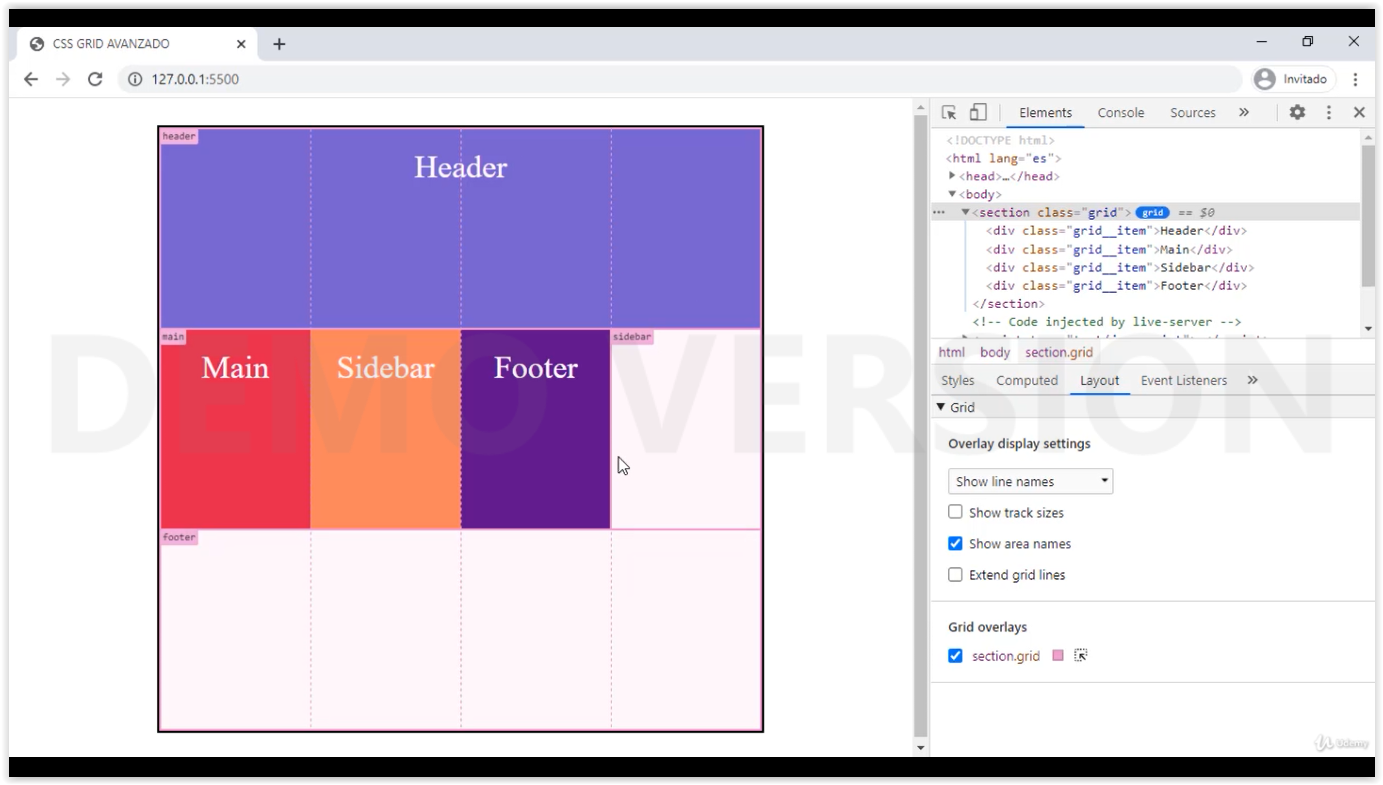 CSS GRID AVANZADO
127.0.0.1:5500
Invitado
header
Header
main
sidebar
Main
Sidebar
Footer
footer
DEMO VERSION
Elements Console Sources »
<!DOCTYPE html>
<html lang="es">
<head>…</head>
<body>
<section class="grid"> grid == $0
<div class="grid__item">Header</div>
<div class="grid__item">Main</div>
<div class="grid__item">Sidebar</div>
<div class="grid__item">Footer</div>
</section>
<!-- Code injected by live-server -->
html body section.grid
Styles Computed Layout Event Listeners »
Grid
Overlay display settings
Show line names
Show track sizes
Show area names
Extend grid lines
Grid overlays
section.grid
Udemy